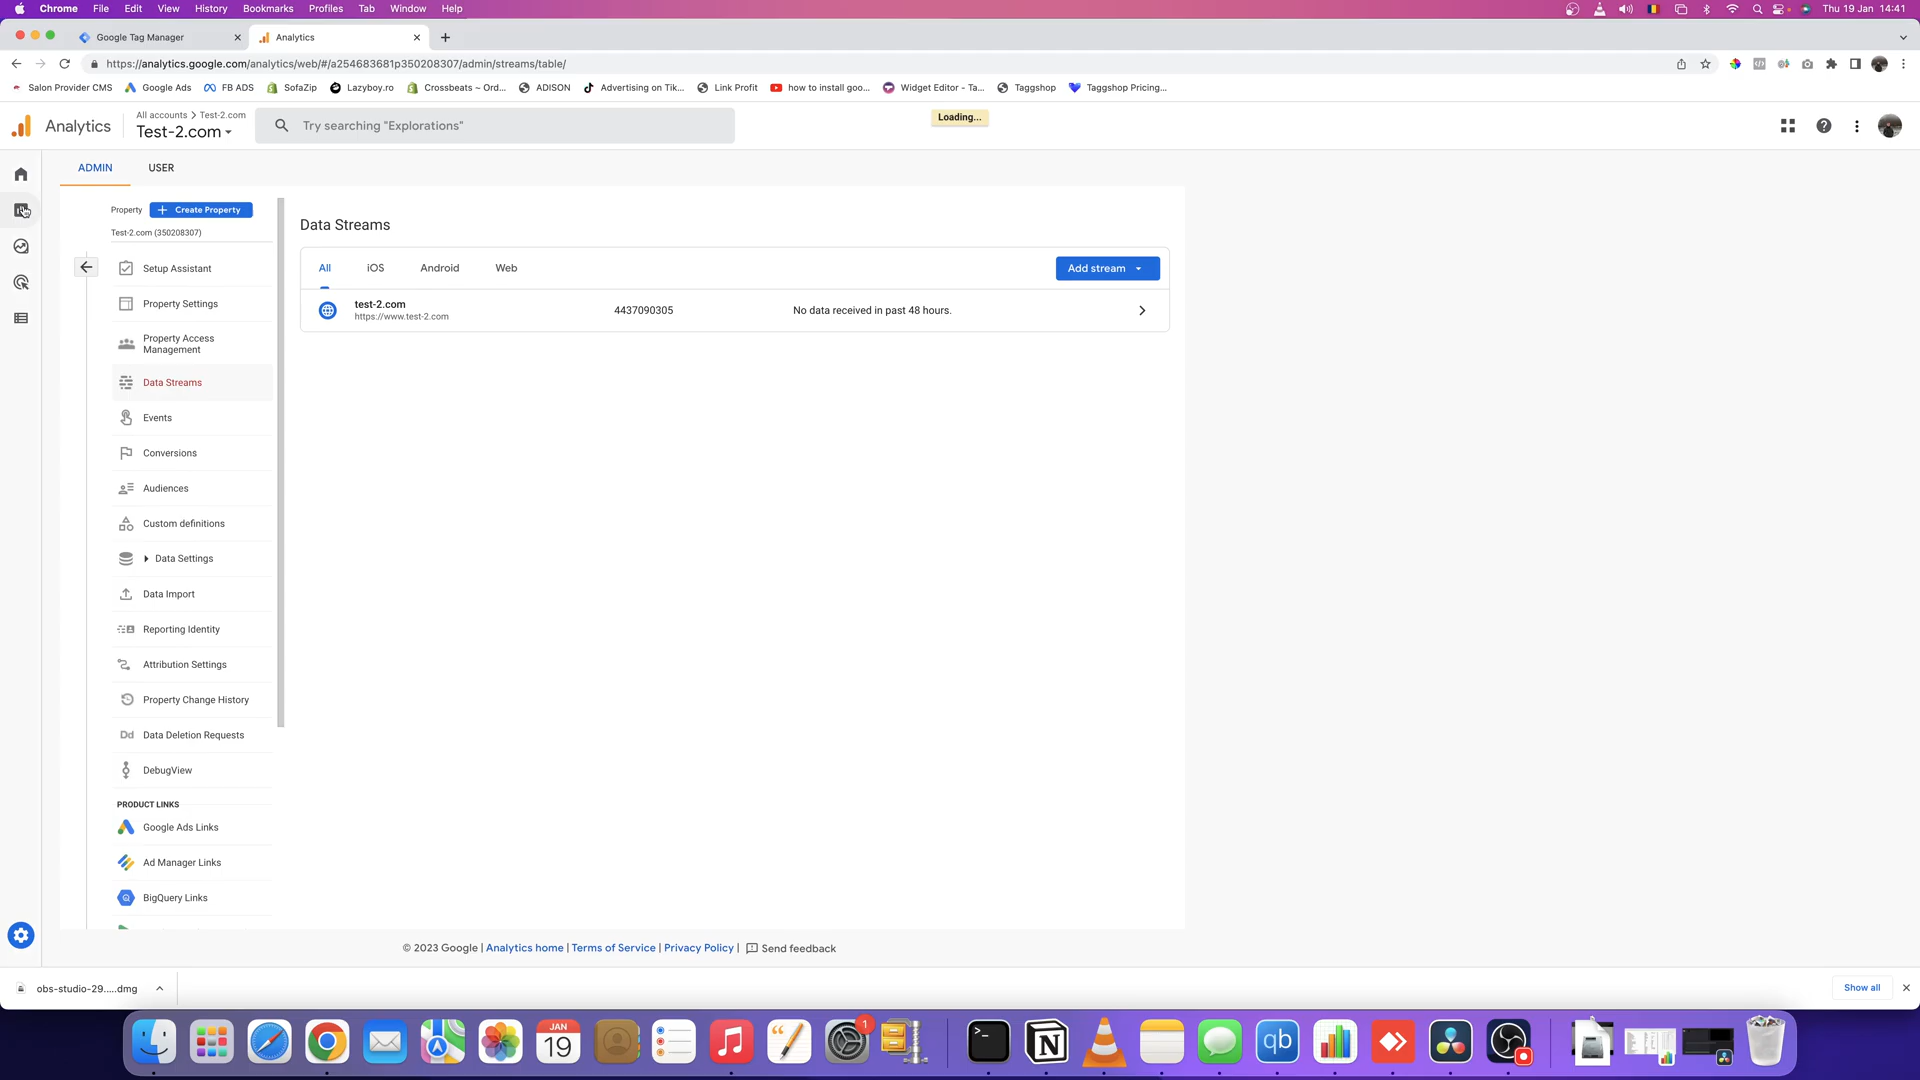 Chrome File Edit View History Bookmarks Profiles Tab Window Help
Thu 19 Jan 14:41
Google Tag Manager
Analytics
https://analytics.google.com/analytics/web/#/a254683681p350208307/admin/streams/table/
Salon Provider CMS
Google Ads
FB ADS
SofaZip
Lazyboy.ro
Crossbeats ~ Ord...
ADISON
Advertising on Tik...
Link Profit
how to install goo...
Widget Editor - Ta...
Taggshop
Taggshop Pricing...
Analytics
All accounts > Test-2.com
Test-2.com
Try searching "Explorations"
Loading...
ADMIN
USER
Property
+ Create Property
Test-2.com (350208307)
Setup Assistant
Property Settings
Property Access
Management
Data Streams
Events
Conversions
Audiences
Custom definitions
Data Settings
Data Import
Reporting Identity
Attribution Settings
Property Change History
Dd Data Deletion Requests
DebugView
PRODUCT LINKS
Google Ads Links
Ad Manager Links
BigQuery Links
Data Streams
All
iOS
Android
Web
Add stream
test-2.com
https://www.test-2.com
4437090305
No data received in past 48 hours.
© 2023 Google | Analytics home | Terms of Service | Privacy Policy | Send feedback
obs-studio-29.....dmg
Show all
JAN
19
1
qb